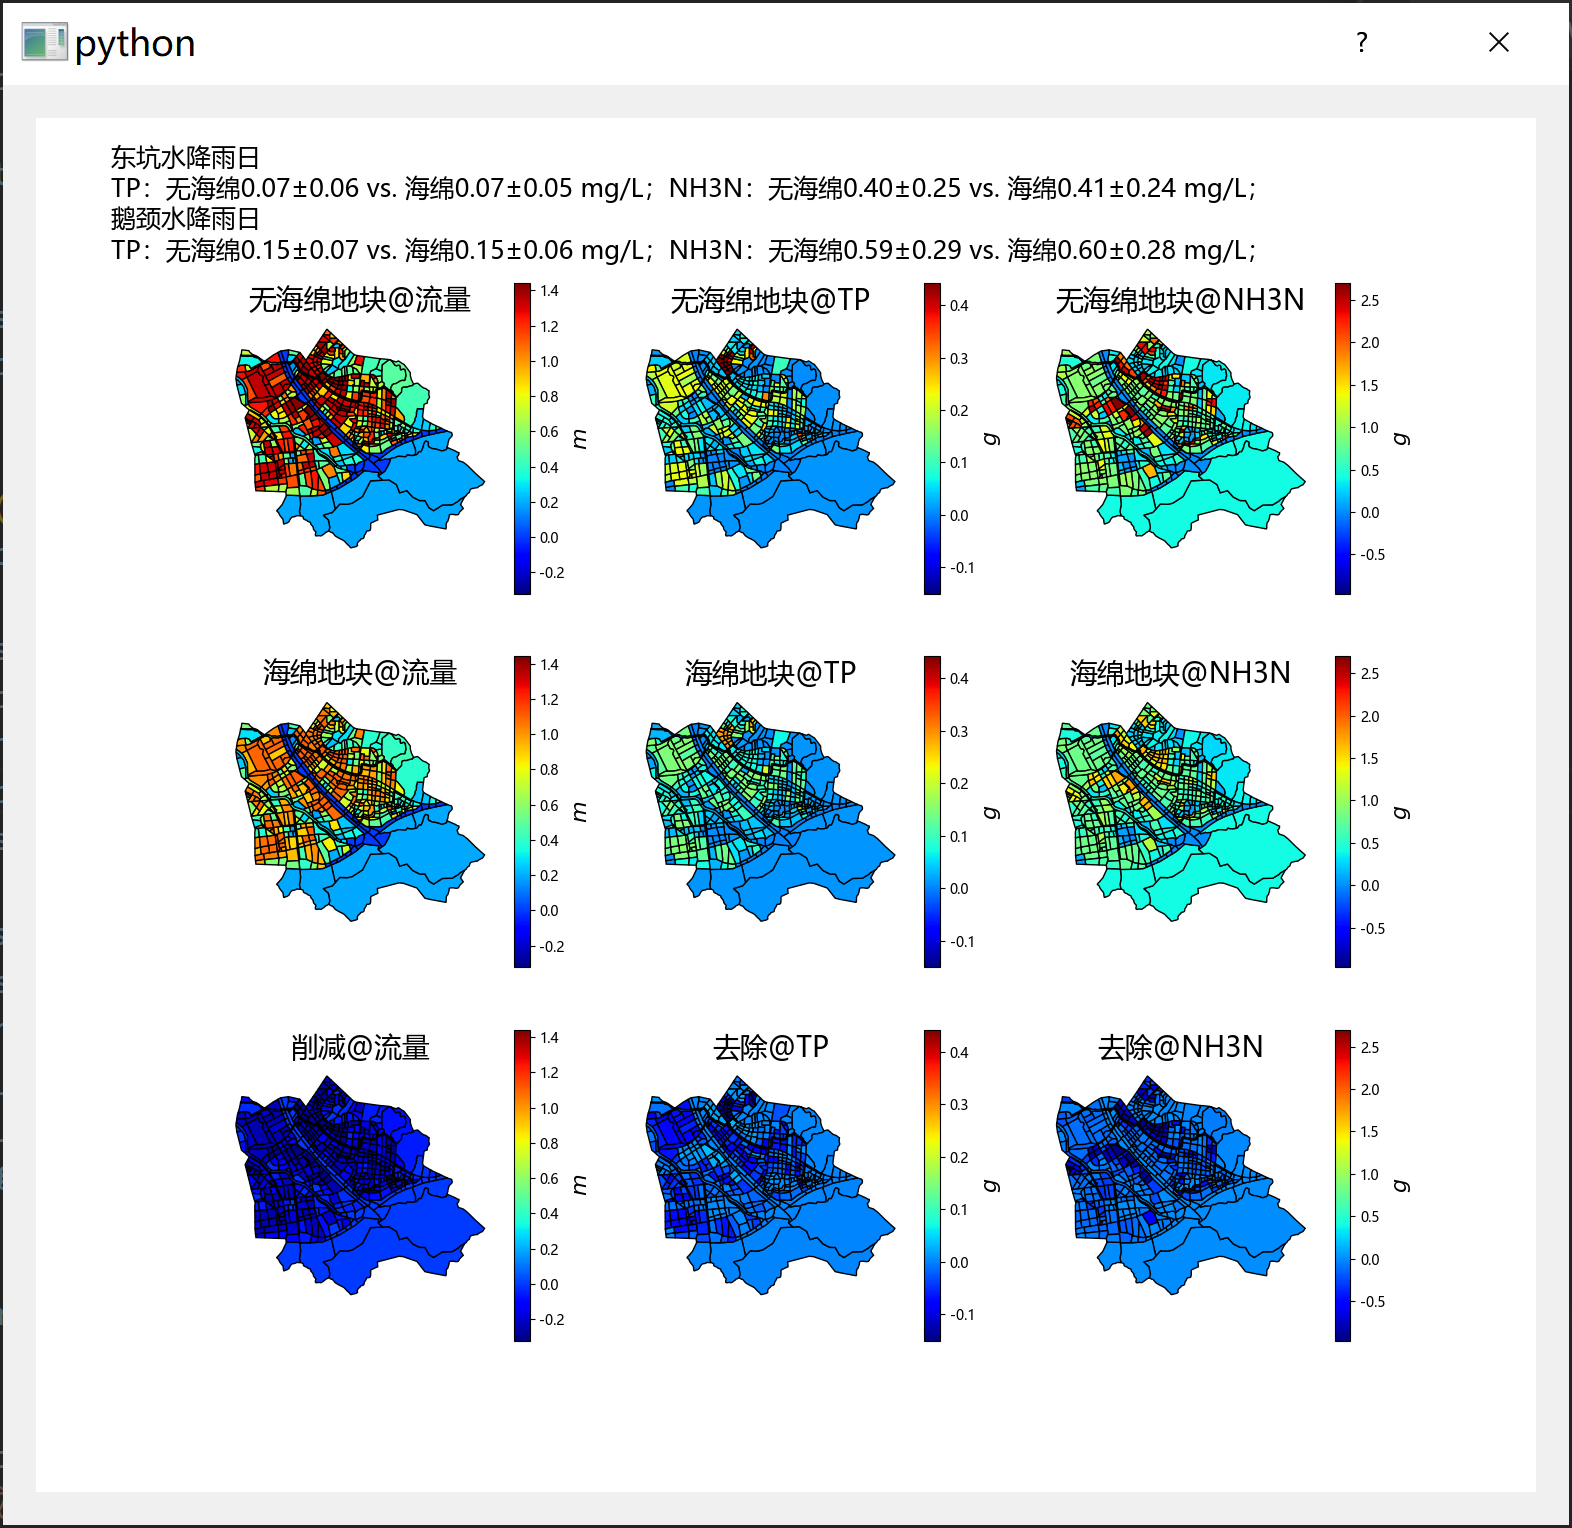 python
?
东坑水降雨日
TP：无海绵0.07±0.06 vs. 海绵0.07±0.05 mg/L；NH3N：无海绵0.40±0.25 vs. 海绵0.41±0.24 mg/L；
鹅颈水降雨日
TP：无海绵0.15±0.07 vs. 海绵0.15±0.06 mg/L；NH3N：无海绵0.59±0.29 vs. 海绵0.60±0.28 mg/L；
无海绵地块@流量
1.4
1.2
1.0
0.8
0.6
0.4
0.2
0.0
-0.2
m
无海绵地块@TP
0.4
0.3
0.2
0.1
0.0
-0.1
g
无海绵地块@NH3N
2.5
2.0
1.5
1.0
0.5
0.0
-0.5
g
海绵地块@流量
1.4
1.2
1.0
0.8
0.6
0.4
0.2
0.0
-0.2
m
海绵地块@TP
0.4
0.3
0.2
0.1
0.0
-0.1
g
海绵地块@NH3N
2.5
2.0
1.5
1.0
0.5
0.0
-0.5
g
削减@流量
1.4
1.2
1.0
0.8
0.6
0.4
0.2
0.0
-0.2
m
去除@TP
0.4
0.3
0.2
0.1
0.0
-0.1
g
去除@NH3N
2.5
2.0
1.5
1.0
0.5
0.0
-0.5
g